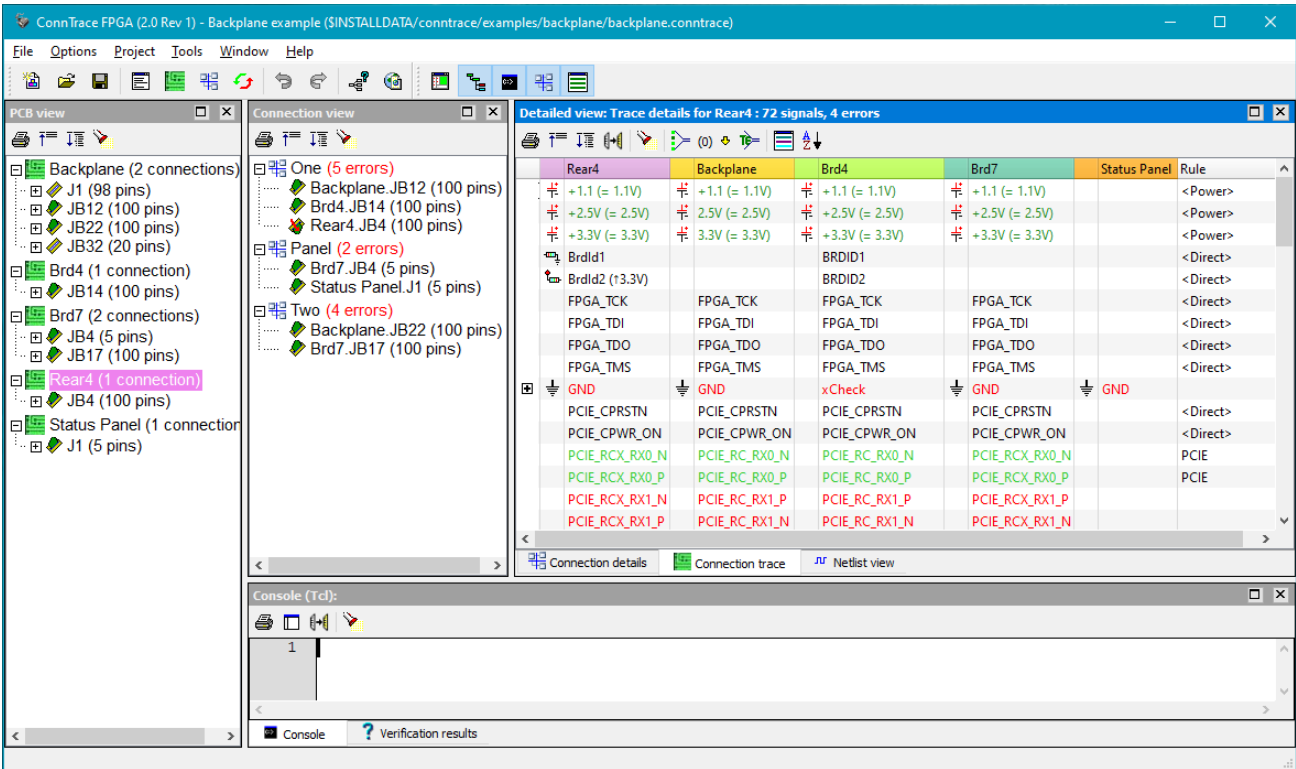 ConnTrace FPGA (2.0 Rev 1) - Backplane example ($INSTALLDATA/conntrace/examples/backplane/backplane.conntrace)
File Options Project Tools Window Help
PCB view
Backplane (2 connections)
J1 (98 pins)
JB12 (100 pins)
JB22 (100 pins)
JB32 (20 pins)
Brd4 (1 connection)
JB14 (100 pins)
Brd7 (2 connections)
JB4 (5 pins)
JB17 (100 pins)
Rear4 (1 connection)
JB4 (100 pins)
Status Panel (1 connection
J1 (5 pins)
Connection view
One (5 errors)
Backplane.JB12 (100 pins)
Brd4.JB14 (100 pins)
Rear4.JB4 (100 pins)
Panel (2 errors)
Brd7.JB4 (5 pins)
Status Panel.J1 (5 pins)
Two (4 errors)
Backplane.JB22 (100 pins)
Brd7.JB17 (100 pins)
Detailed view: Trace details for Rear4 : 72 signals, 4 errors
(0)
Rear4 Backplane Brd4 Brd7 Status Panel Rule
+1.1 (= 1.1V) +1.1 (= 1.1V) +1.1 (= 1.1V) +1.1 (= 1.1V) <Power>
+2.5V (= 2.5V) 2.5V (= 2.5V) +2.5V (= 2.5V) +2.5V (= 2.5V) <Power>
+3.3V (= 3.3V) 3.3V (= 3.3V) +3.3V (= 3.3V) +3.3V (= 3.3V) <Power>
BrdId1 BRDID1 <Direct>
BrdId2 (↑3.3V) BRDID2 <Direct>
FPGA_TCK FPGA_TCK FPGA_TCK FPGA_TCK <Direct>
FPGA_TDI FPGA_TDI FPGA_TDI FPGA_TDI <Direct>
FPGA_TDO FPGA_TDO FPGA_TDO FPGA_TDO <Direct>
FPGA_TMS FPGA_TMS FPGA_TMS FPGA_TMS <Direct>
GND GND xCheck GND GND
PCIE_CPRSTN PCIE_CPRSTN PCIE_CPRSTN PCIE_CPRSTN <Direct>
PCIE_CPWR_ON PCIE_CPWR_ON PCIE_CPWR_ON PCIE_CPWR_ON <Direct>
PCIE_RCX_RX0_N PCIE_RC_RX0_N PCIE_RC_RX0_N PCIE_RCX_RX0_N PCIE
PCIE_RCX_RX0_P PCIE_RC_RX0_P PCIE_RC_RX0_P PCIE_RCX_RX0_P PCIE
PCIE_RCX_RX1_N PCIE_RC_RX1_P PCIE_RC_RX1_P PCIE_RCX_RX1_P
PCIE_RCX_RX1_P PCIE_RC_RX1_N PCIE_RC_RX1_N PCIE_RCX_RX1_N
Connection details Connection trace Netlist view
Console (Tcl):
1
Console Verification results